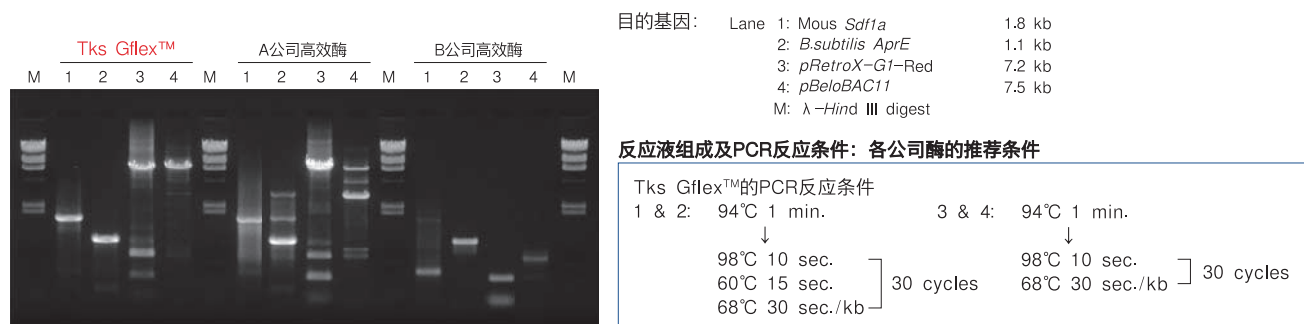 Tks Gflex™ A公司高效酶 B公司高效酶
M 1 2 3 4 M 1 2 3 4 M 1 2 3 4 M
目的基因: Lane 1: Mous Sdf1a 1.8 kb
2: B.subtilis AprE 1.1 kb
3: pRetroX-G1-Red 7.2 kb
4: pBeloBAC11 7.5 kb
M: λ-Hind Ⅲ digest
反应液组成及PCR反应条件：各公司酶的推荐条件
Tks Gflex™的PCR反应条件
1 & 2: 94℃ 1 min. 3 & 4: 94℃ 1 min.
↓ ↓
98℃ 10 sec. 98℃ 10 sec.
60℃ 15 sec. 30 cycles 68℃ 30 sec./kb 30 cycles
68℃ 30 sec./kb